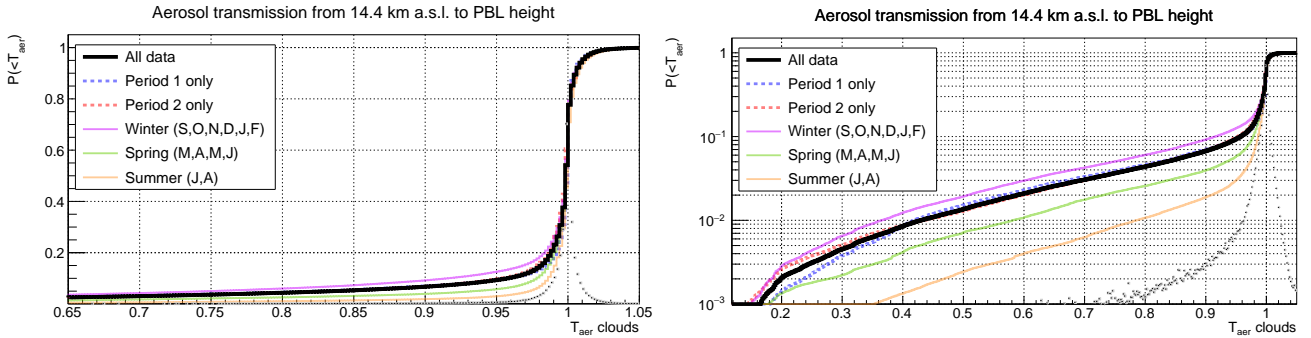 Aerosol transmission from 14.4 km a.s.l. to PBL height
P(<T_aer)
1
0.8
0.6
0.4
0.2
All data
Period 1 only
Period 2 only
Winter (S,O,N,D,J,F)
Spring (M,A,M,J)
Summer (J,A)
0.65 0.7 0.75 0.8 0.85 0.9 0.95 1 1.05
T_aer clouds
Aerosol transmission from 14.4 km a.s.l. to PBL height
P(<T_aer)
1
10^−1
10^−2
10^−3
All data
Period 1 only
Period 2 only
Winter (S,O,N,D,J,F)
Spring (M,A,M,J)
Summer (J,A)
0.2 0.3 0.4 0.5 0.6 0.7 0.8 0.9 1
T_aer clouds